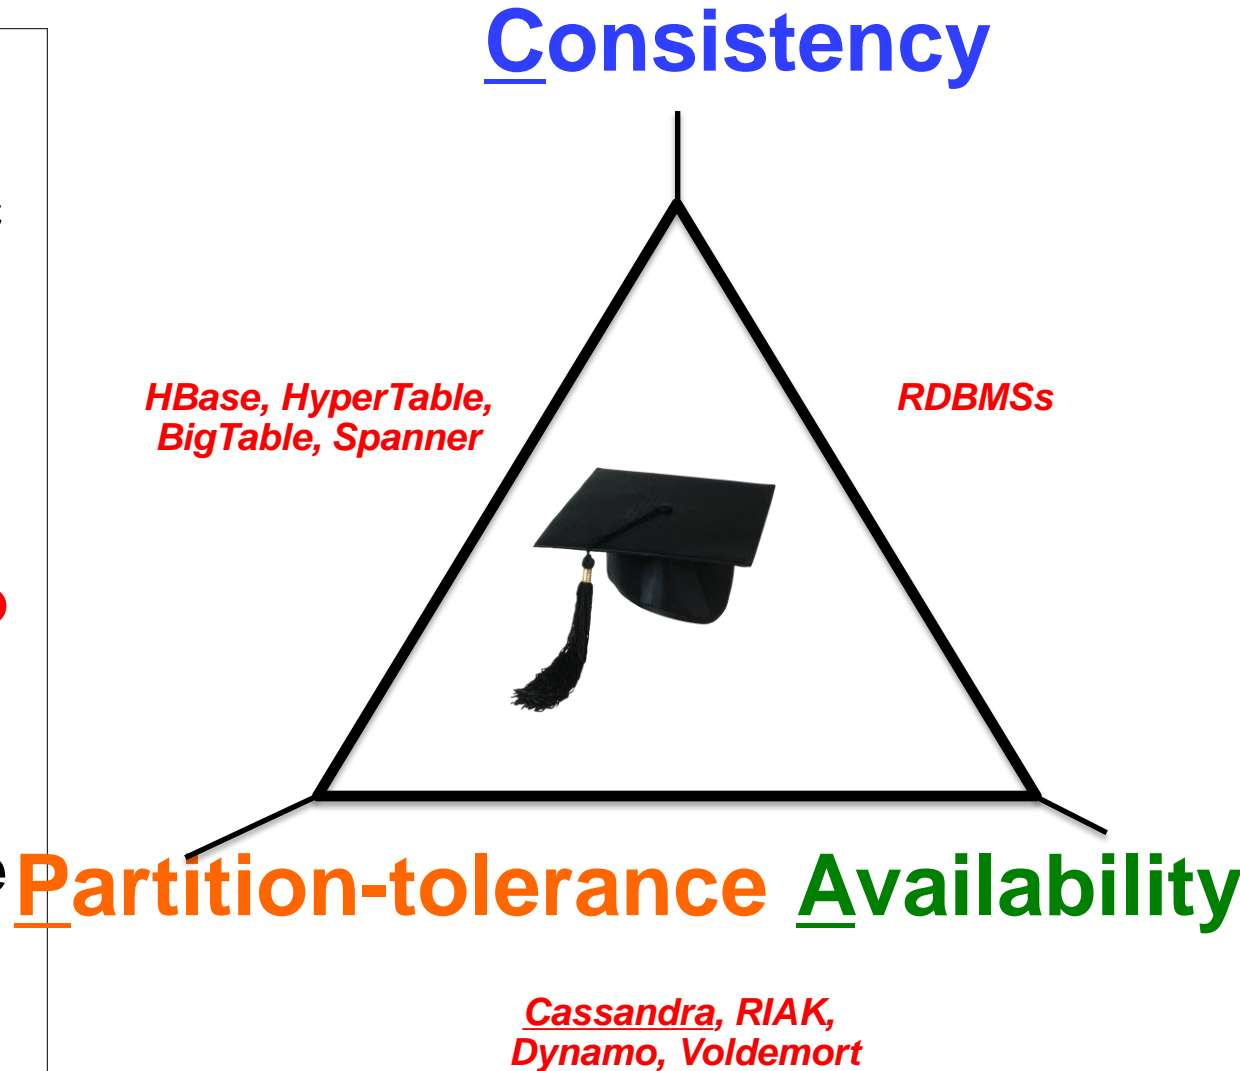 Consistency
HBase, HyperTable,
BigTable, Spanner
RDBMSs
Partition-tolerance
Availability
Cassandra, RIAK,
Dynamo, Voldemort